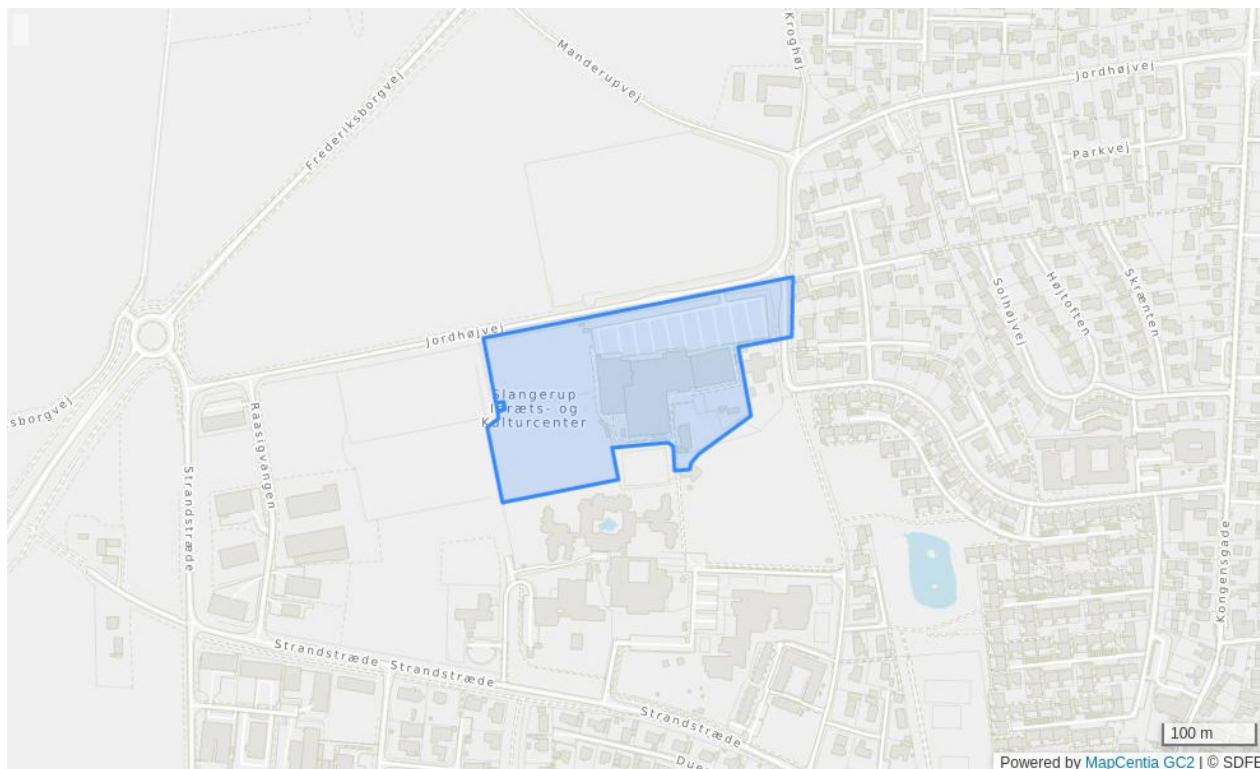 Kroghøj
Manderupvej
Jordhøjvej
Frederiksborgvej
Parkvej
Skrænten
Højtoften
Solhøjvej
Jordhøjvej
Slangerup
Idræts- og
Kulturcenter
sborgvej
Raasigvangen
Strandstræde
Kongensgade
Strandstræde
Strandstræde
Strandstræde
Due
100 m
Powered by MapCentia GC2 | © SDFE